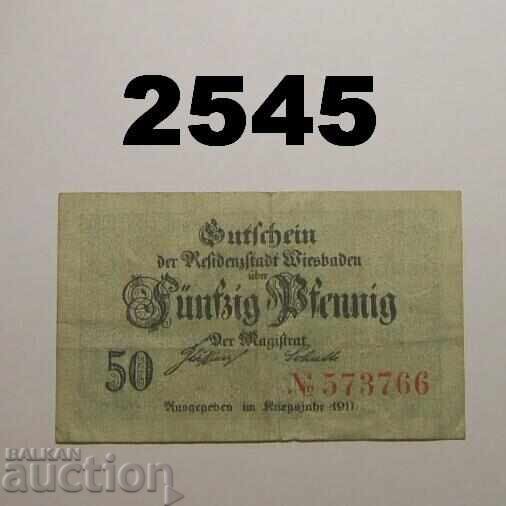 2545
Gutschein
der Residenzstadt Wiesbaden
über
Fünfzig Pfennig
Der Magistrat
50
№ 573766
Ausgegeben im Kriegsjahr 1917
BALKAN
auction